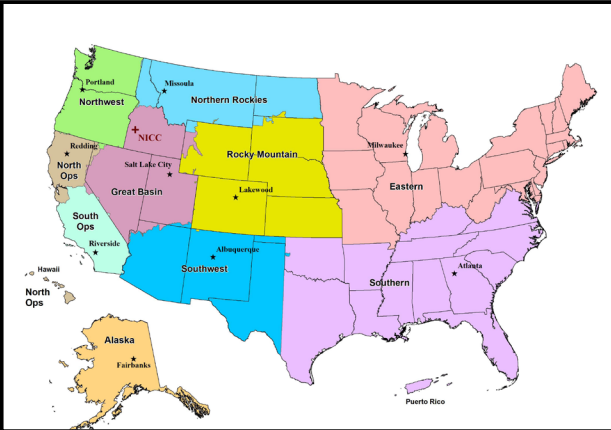 Portland
Northwest
Missoula
Northern Rockies
NICC
Redding
North
Ops
Salt Lake City
Great Basin
Rocky Mountain
Lakewood
Milwaukee
Eastern
South
Ops
Riverside
Albuquerque
Southwest
Southern
Atlanta
Hawaii
North
Ops
Alaska
Fairbanks
Puerto Rico